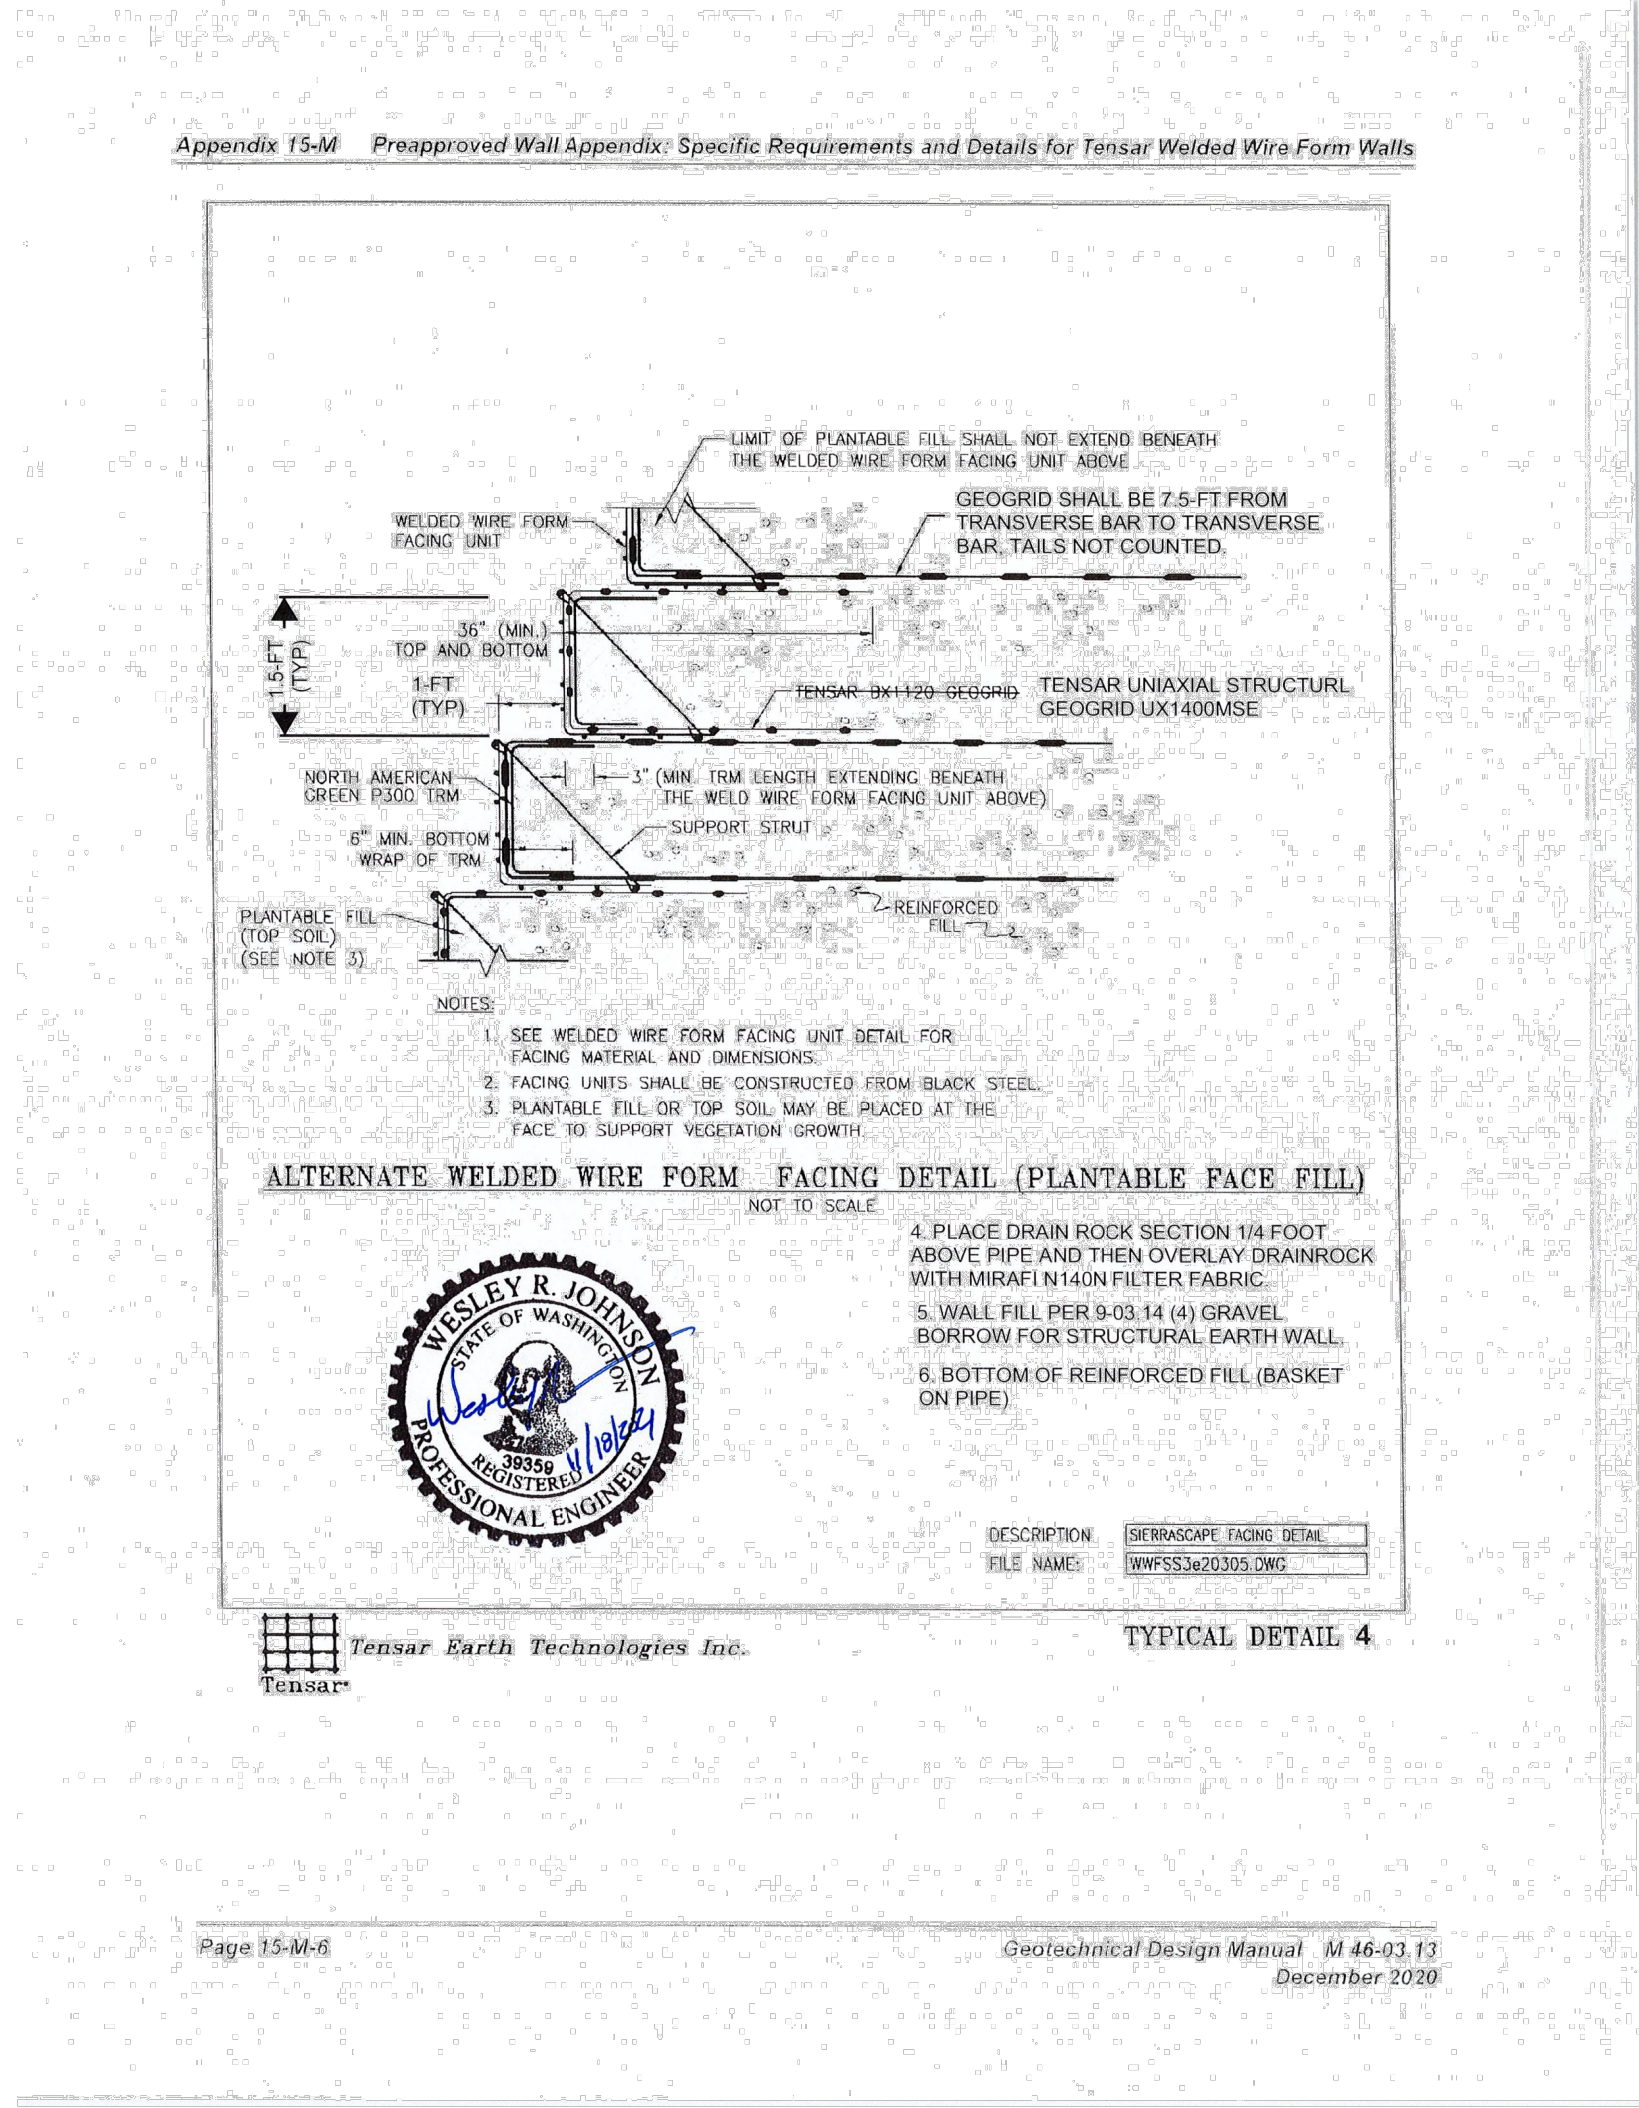 Appendix 15-M Preapproved Wall Appendix: Specific Requirements and Details for Tensar Welded Wire Form Walls
LIMIT OF PLANTABLE FILL SHALL NOT EXTEND BENEATH
THE WELDED WIRE FORM FACING UNIT ABOVE
GEOGRID SHALL BE 7.5-FT FROM
TRANSVERSE BAR TO TRANSVERSE
BAR, TAILS NOT COUNTED.
WELDED WIRE FORM
FACING UNIT
36" (MIN.)
TOP AND BOTTOM
1.5-FT
(TYP)
1-FT
(TYP)
TENSAR BX1120 GEOGRID
TENSAR UNIAXIAL STRUCTURL
GEOGRID UX1400MSE
NORTH AMERICAN
GREEN P300 TRM
3" (MIN. TRM LENGTH EXTENDING BENEATH
THE WELD WIRE FORM FACING UNIT ABOVE)
SUPPORT STRUT
6" MIN. BOTTOM
WRAP OF TRM
REINFORCED
FILL
PLANTABLE FILL
(TOP SOIL)
(SEE NOTE 3)
NOTES:
1. SEE WELDED WIRE FORM FACING UNIT DETAIL FOR
FACING MATERIAL AND DIMENSIONS.
2. FACING UNITS SHALL BE CONSTRUCTED FROM BLACK STEEL.
3. PLANTABLE FILL OR TOP SOIL MAY BE PLACED AT THE
FACE TO SUPPORT VEGETATION GROWTH.
ALTERNATE WELDED WIRE FORM FACING DETAIL (PLANTABLE FACE FILL)
NOT TO SCALE
4. PLACE DRAIN ROCK SECTION 1/4 FOOT
ABOVE PIPE AND THEN OVERLAY DRAINROCK
WITH MIRAFI N140N FILTER FABRIC.
5. WALL FILL PER 9-03.14 (4) GRAVEL
BORROW FOR STRUCTURAL EARTH WALL.
6. BOTTOM OF REINFORCED FILL (BASKET
ON PIPE)
WESLEY R. JOHNSON
STATE OF WASHINGTON
39359
REGISTERED
PROFESSIONAL ENGINEER
11/18/2021
DESCRIPTION
SIERRASCAPE FACING DETAIL
FILE NAME:
WWFSS3e20305.DWG
Tensar Earth Technologies Inc.
Tensar
TYPICAL DETAIL 4
Page 15-M-6
Geotechnical Design Manual M 46-03.13
December 2020